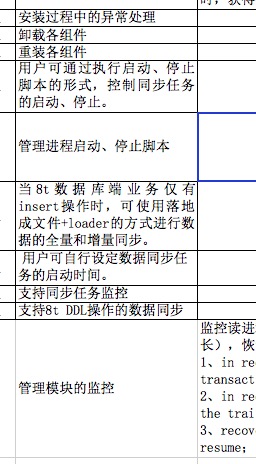 时，获得
安装过程中的异常处理
卸载各组件
重装各组件
用户可通过执行启动、停止
脚本的形式，控制同步任务
的启动、停止。
管理进程启动、停止脚本
当8t数据库端业务仅有
insert操作时，可使用落地
成文件+loader的方式进行数
据的全量和增量同步。
用户可自行设定数据同步任
务的启动时间。
支持同步任务监控
支持8t DDL操作的数据同步
管理模块的监控
监控读进
长），恢
1、in re
transact
2、in re
the trai
3、recov
resume;